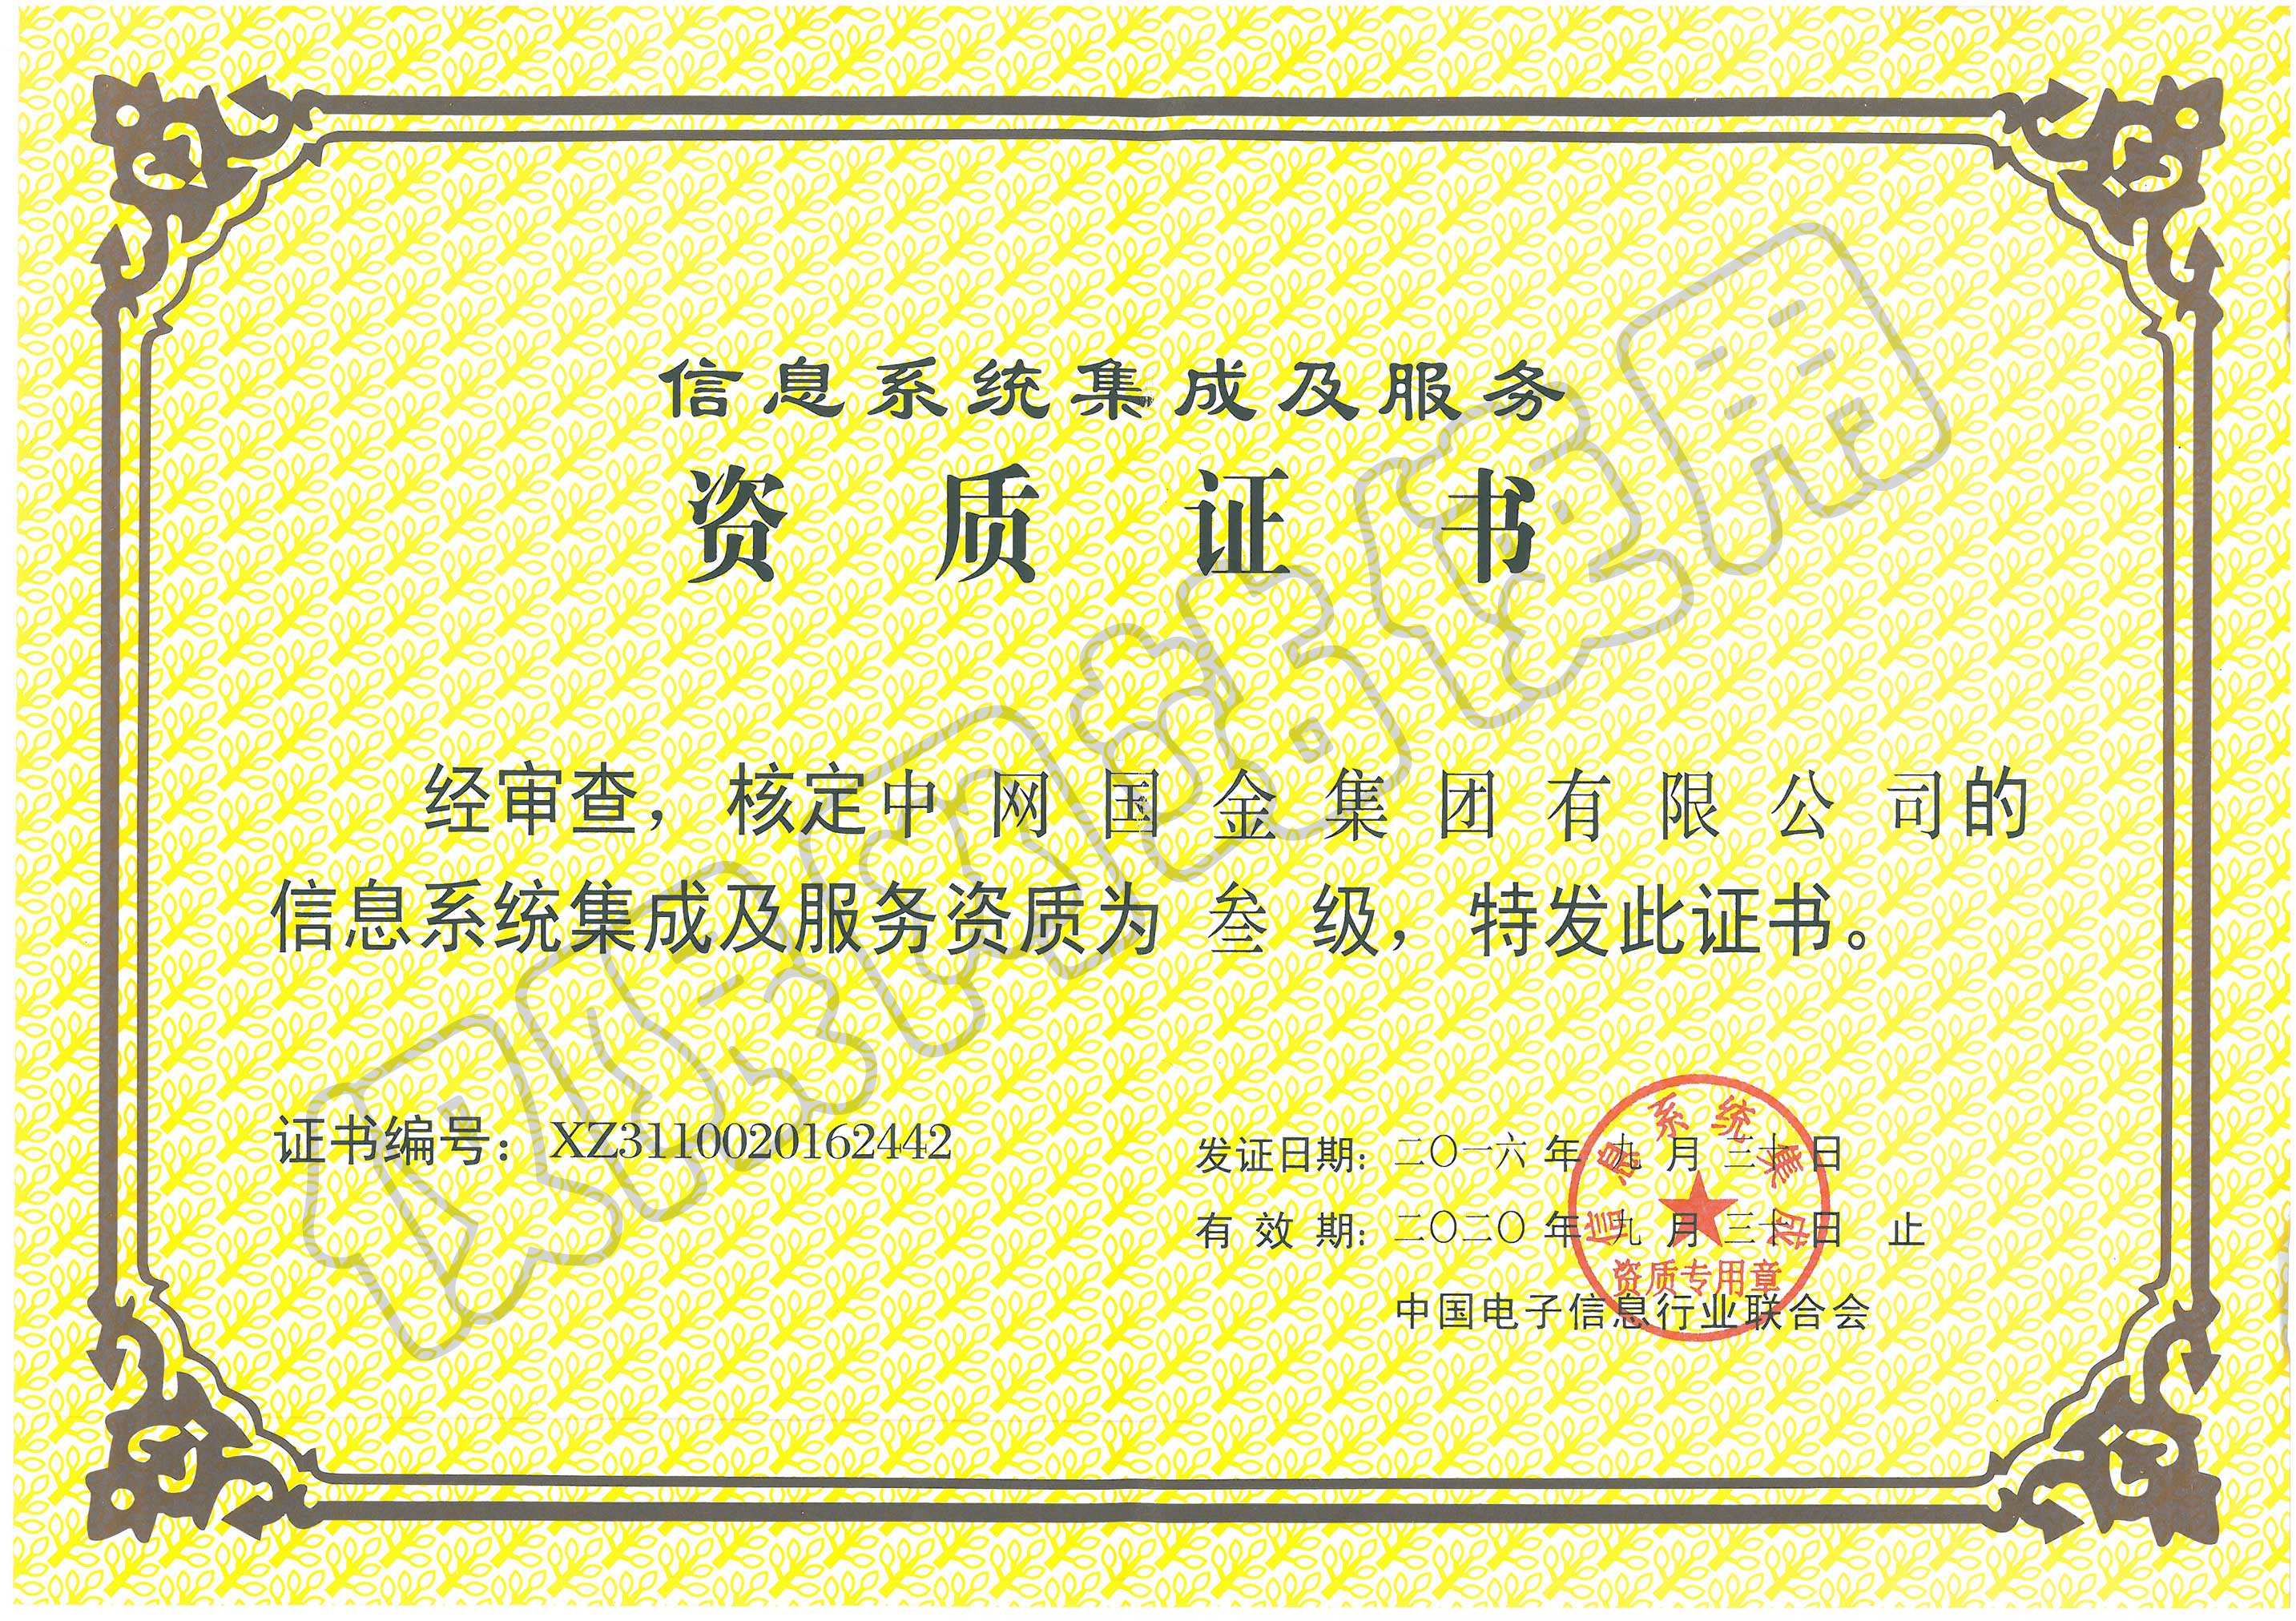 信息系统集成及服务
资质证书
经审查，核定中网国金集团有限公司的
信息系统集成及服务资质为 叁 级，特发此证书。
证书编号：XZ3110020162442
发证日期：二〇一六年九月三十日
有效期：二〇二〇年九月三十日 止
中国电子信息行业联合会
信息系统集成
资质专用章
网站使用